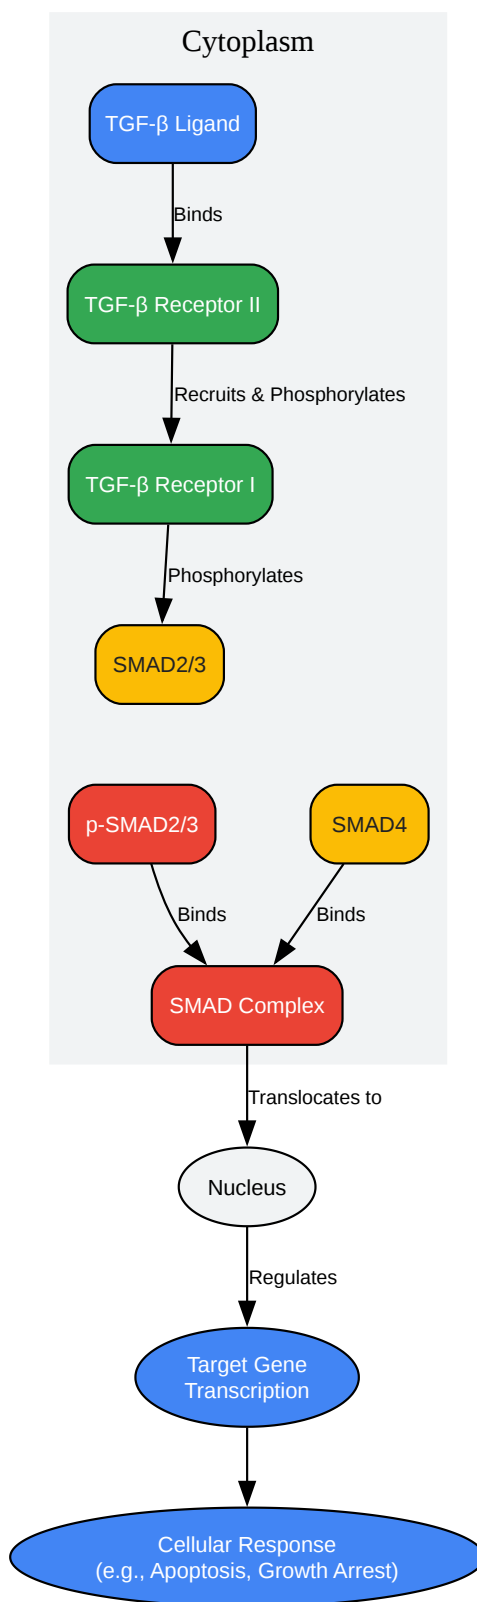 Cytoplasm
TGF-β Ligand
Binds
TGF-β Receptor II
Recruits & Phosphorylates
TGF-β Receptor I
Phosphorylates
SMAD2/3
p-SMAD2/3
SMAD4
Binds
Binds
SMAD Complex
Translocates to
Nucleus
Regulates
Target Gene
Transcription
Cellular Response
(e.g., Apoptosis, Growth Arrest)